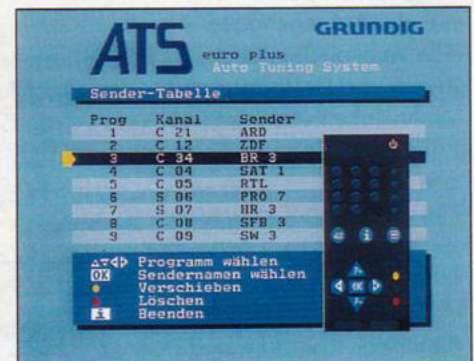 GRUNDIG
ATS euro plus
Auto Tuning System
Sender-Tabelle
Prog Kanal Sender
1 C 21 ARD
2 C 12 ZDF
3 C 34 BR 3
4 C 04 SAT 1
5 C 05 RTL
6 S 06 PRO 7
7 S 07 HR 3
8 C 08 SFB 3
9 C 09 SW 3
Programm wählen
OK Sendernamen wählen
Verschieben
Löschen
i Beenden
i
P+
OK
P-